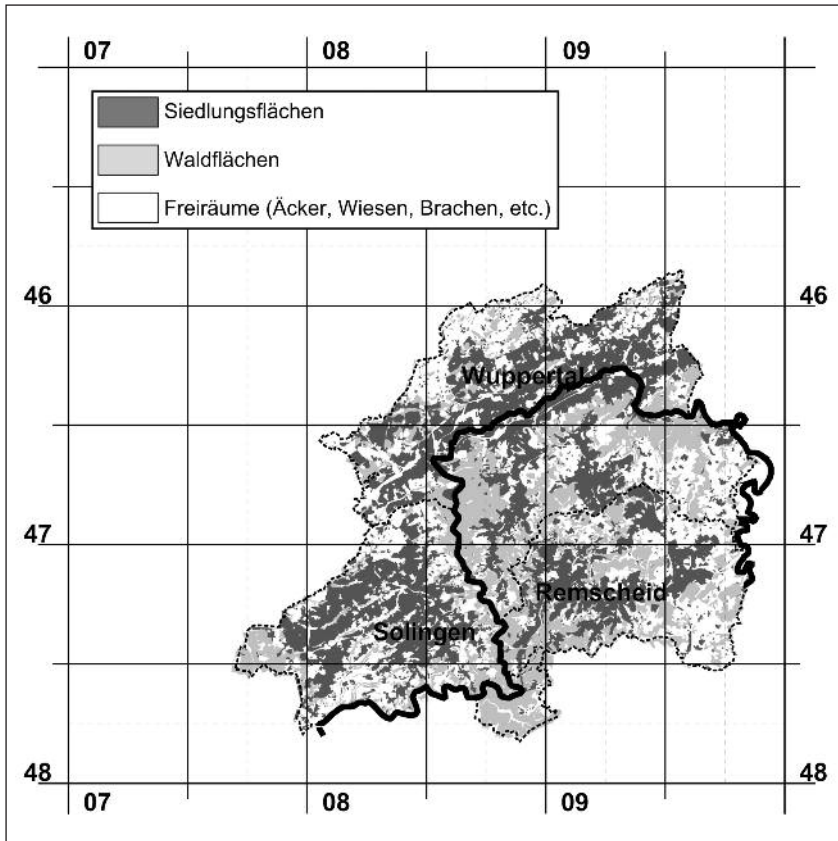 07 08 09
Siedlungsflächen
Waldflächen
Freiräume (Äcker, Wiesen, Brachen, etc.)
46 46
Wuppertal
47 47
Remscheid
Solingen
48 48
07 08 09